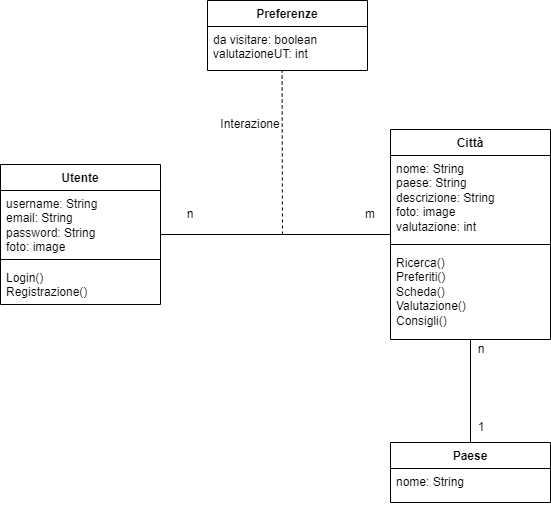 Preferenze
da visitare: boolean
valutazioneUT: int
Interazione
Città
nome: String
paese: String
descrizione: String
foto: image
valutazione: int
Ricerca()
Preferiti()
Scheda()
Valutazione()
Consigli()
Utente
username: String
email: String
password: String
foto: image
Login()
Registrazione()
n
m
n
1
Paese
nome: String